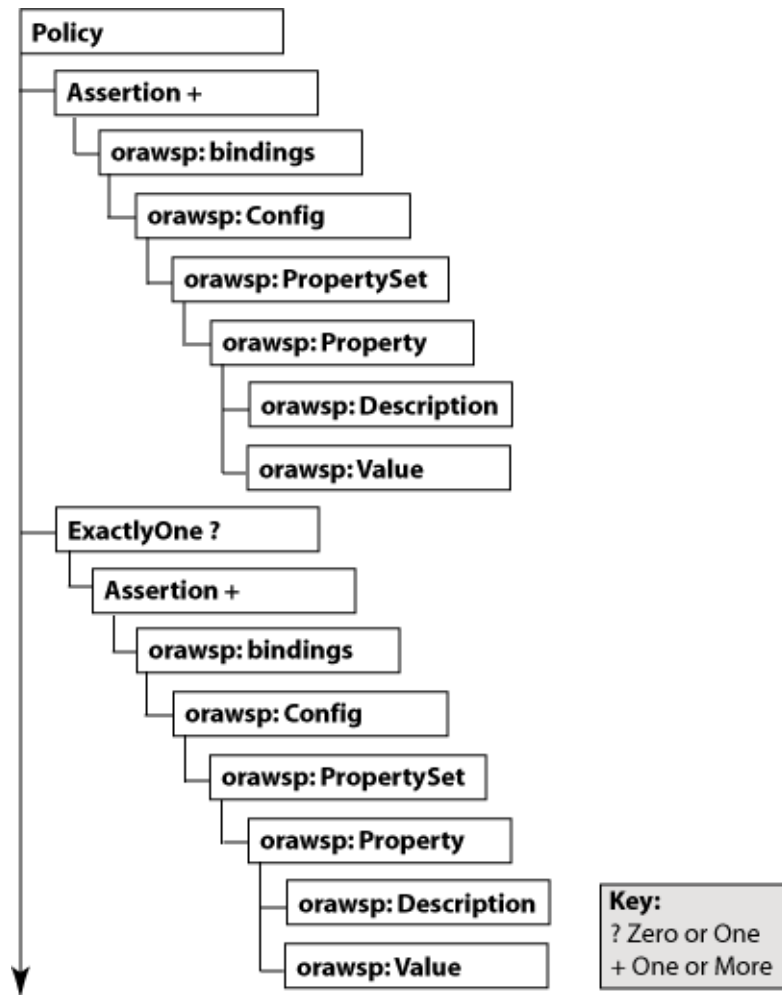 Policy
Assertion +
orawsp: bindings
orawsp: Config
orawsp: PropertySet
orawsp: Property
orawsp: Description
orawsp: Value
ExactlyOne ?
Assertion +
orawsp: bindings
orawsp: Config
orawsp: PropertySet
orawsp: Property
orawsp: Description
orawsp: Value
Key:
? Zero or One
+ One or More